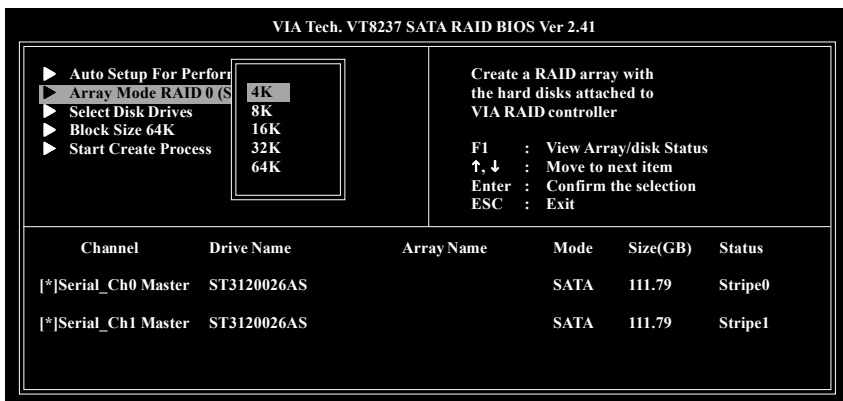 VIA Tech. VT8237 SATA RAID BIOS Ver 2.41
Auto Setup For Perfor
Array Mode RAID 0 (S
Select Disk Drives
Block Size 64K
Start Create Process
4K
8K
16K
32K
64K
Create a RAID array with
the hard disks attached to
VIA RAID controller
F1 : View Array/disk Status
↑, ↓ : Move to next item
Enter : Confirm the selection
ESC : Exit
Channel Drive Name Array Name Mode Size(GB) Status
[*]Serial_Ch0 Master ST3120026AS SATA 111.79 Stripe0
[*]Serial_Ch1 Master ST3120026AS SATA 111.79 Stripe1